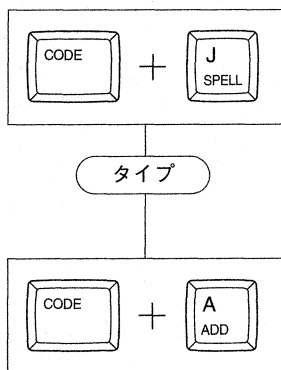 CODE + J
SPELL
タイプ
CODE + A
ADD